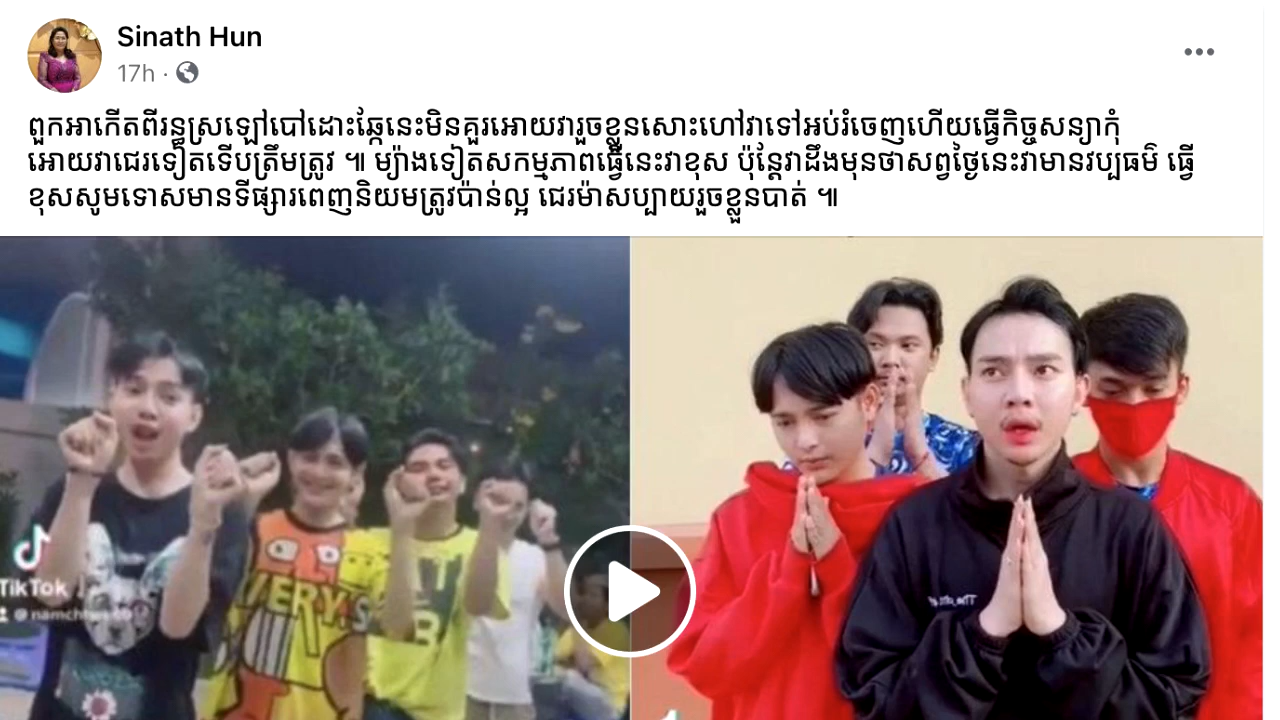 Sinath Hun
17h ·
ពួកអាកើតពីរន្ធស្រឡៅបៅដោះឆ្កែនេះមិនគួរអោយវារួចខ្លួនសោះហៅវាទៅអប់រំចេញហើយធ្វើកិច្ចសន្យាកុំ
អោយវាជេរទៀតទើបត្រឹមត្រូវ ៕ ម្យ៉ាងទៀតសកម្មភាពធ្វើនេះវាខុស ប៉ុន្តែវាដឹងមុនថាសព្វថ្ងៃនេះវាមានវប្បធម៌ ធ្វើ
ខុសសូមទោសមានទីផ្សារពេញនិយមត្រូវប៉ាន់ល្អ ជេរម៉ាសប្បាយរួចខ្លួនបាត់ ៕
TikTok
VERY